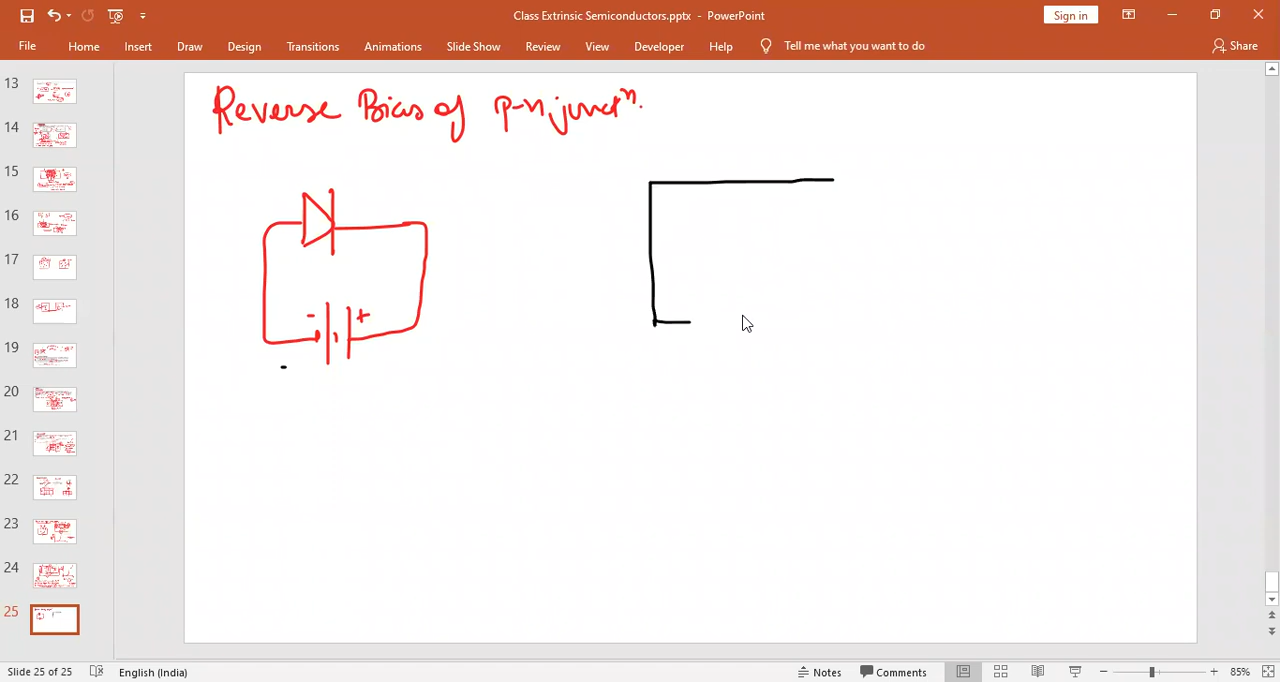 Class Extrinsic Semiconductors.pptx - PowerPoint
Sign in
File Home Insert Draw Design Transitions Animations Slide Show Review View Developer Help Tell me what you want to do Share
13
14
15
16
17
18
19
20
21
22
23
24
25
Reverse Bias of p-n junctⁿ.
- +
Slide 25 of 25 English (India) Notes Comments 85%